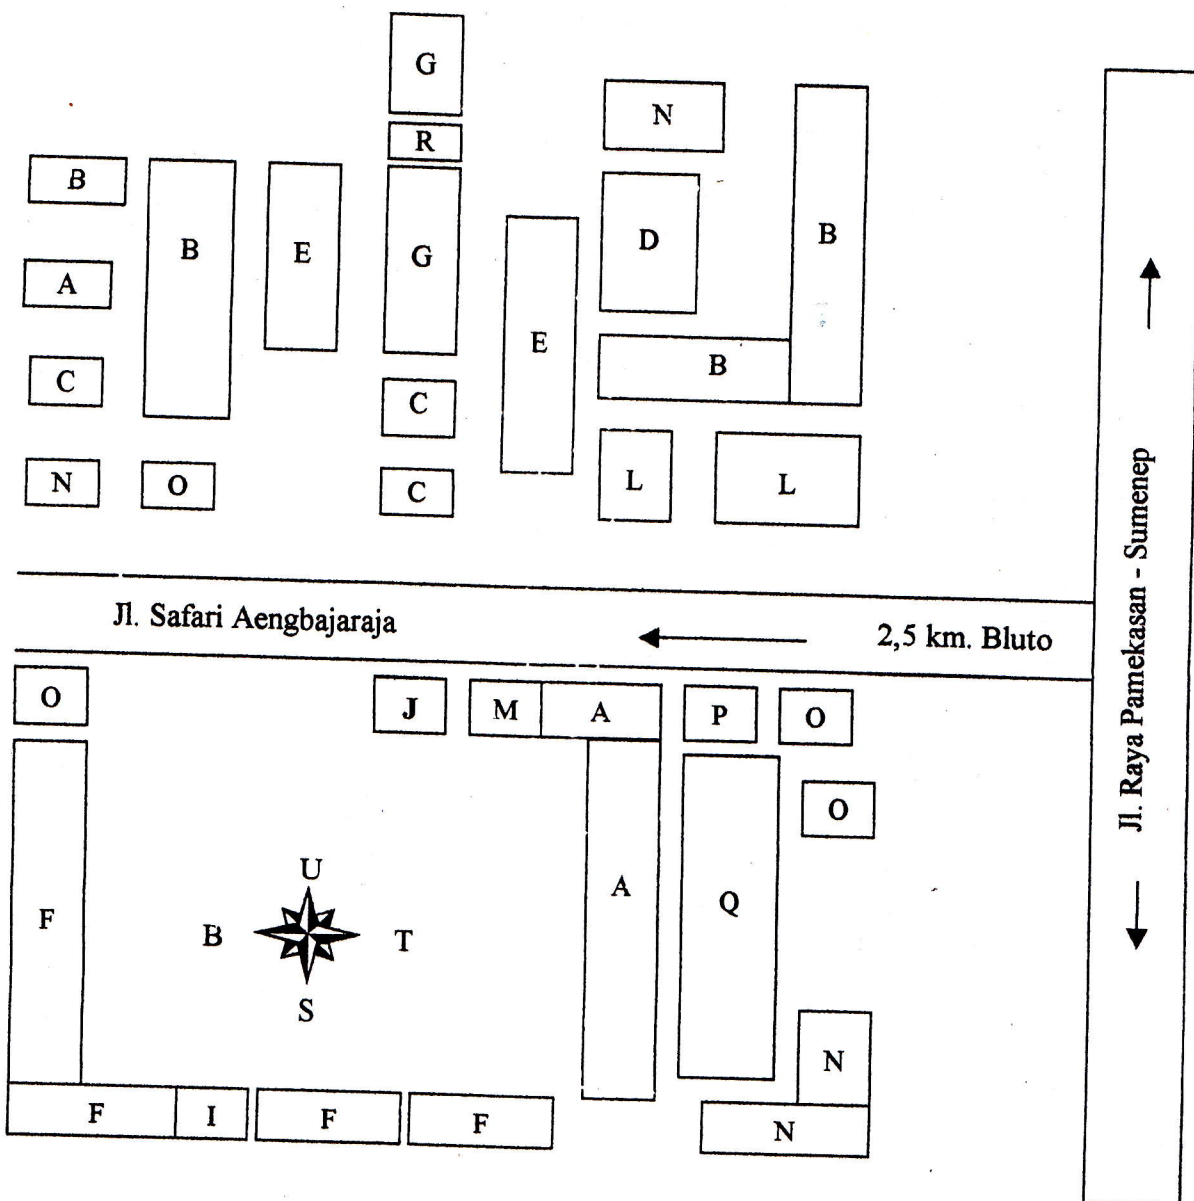 G
N
R
B
B
E
G
D
B
A
E
B
C
C
N
O
C
L
L
Jl. Safari Aengbajaraja
2,5 km. Bluto
Jl. Raya Pamekasan - Sumenep
O
J
M
A
P
O
O
F
A
Q
U
B
T
S
N
F
I
F
F
N